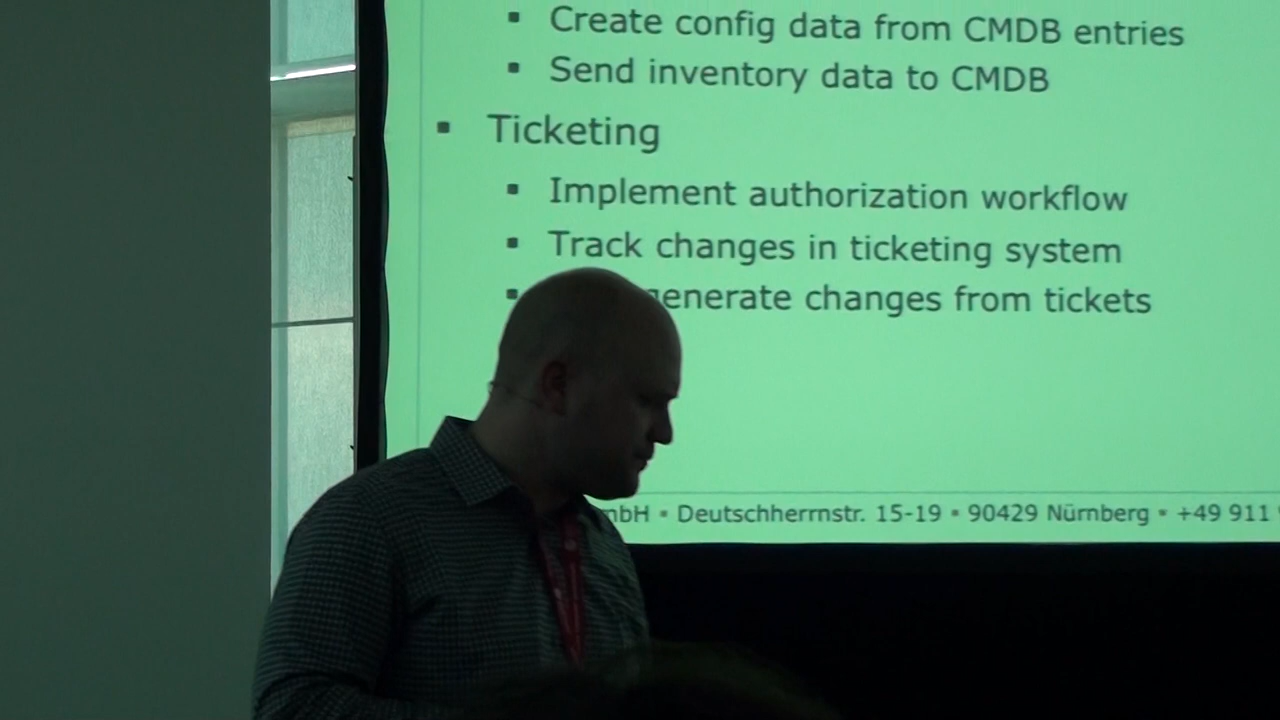 Create config data from CMDB entries
Send inventory data to CMDB
Ticketing
Implement authorization workflow
Track changes in ticketing system
generate changes from tickets
Deutschherrnstr. 15-19 ▪ 90429 Nürnberg ▪ +49 911